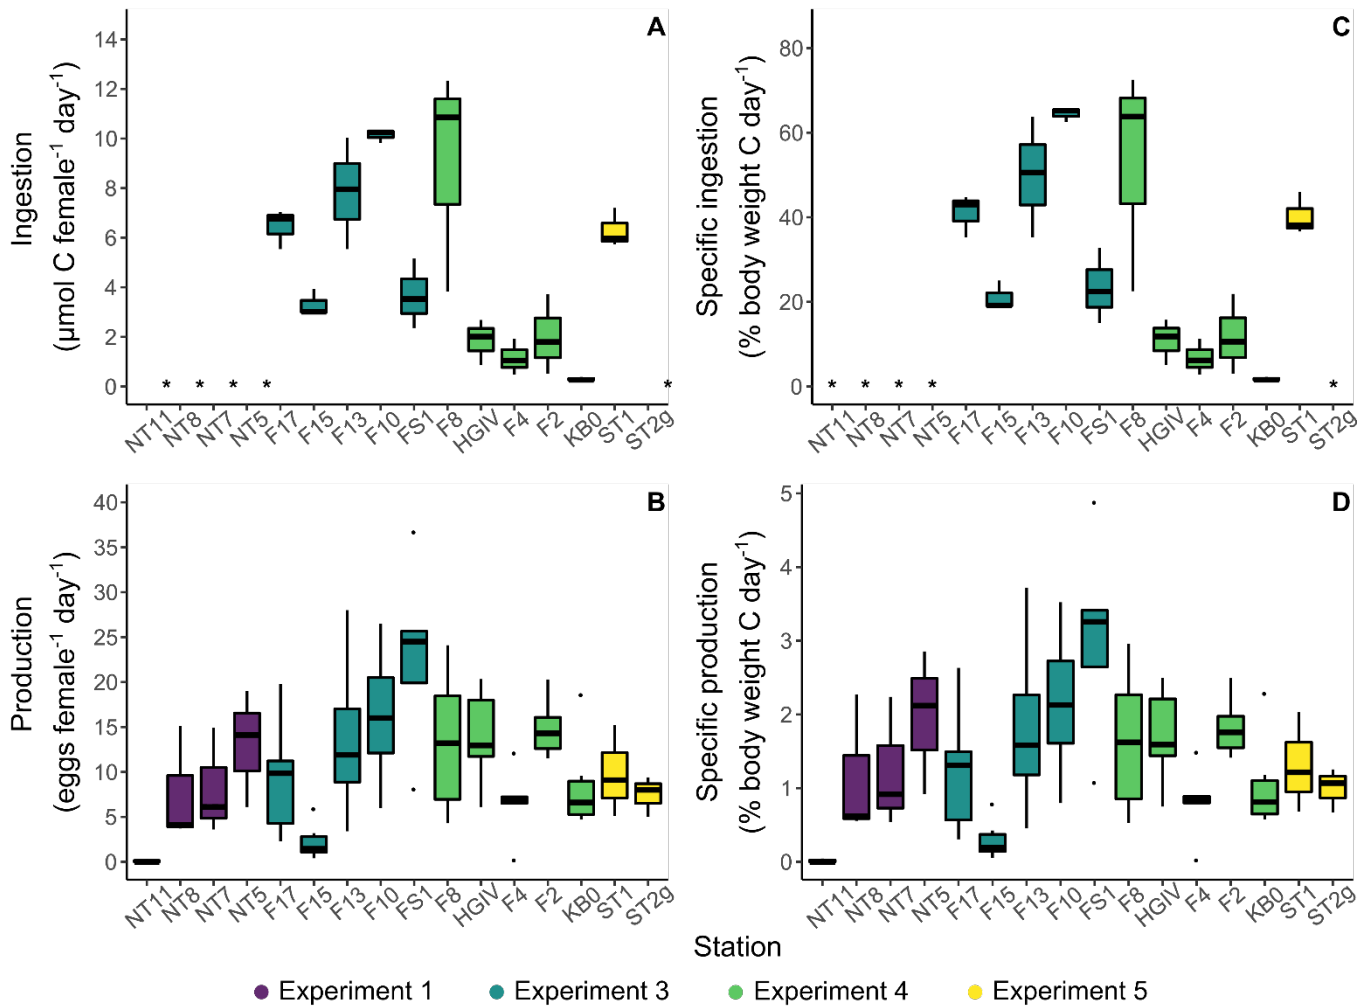 A
Ingestion
(µmol C female⁻¹ day⁻¹)
14
12
10
8
6
4
2
0
* * * * *
NT11 NT8 NT7 NT5 F17 F15 F13 F10 FS1 F8 HGIV F4 F2 KB0 ST1 ST2g
C
Specific ingestion
(% body weight C day⁻¹)
80
60
40
20
0
* * * * *
NT11 NT8 NT7 NT5 F17 F15 F13 F10 FS1 F8 HGIV F4 F2 KB0 ST1 ST2g
B
Production
(eggs female⁻¹ day⁻¹)
40
35
30
25
20
15
10
5
0
NT11 NT8 NT7 NT5 F17 F15 F13 F10 FS1 F8 HGIV F4 F2 KB0 ST1 ST2g
D
Specific production
(% body weight C day⁻¹)
5
4
3
2
1
0
NT11 NT8 NT7 NT5 F17 F15 F13 F10 FS1 F8 HGIV F4 F2 KB0 ST1 ST2g
Station
Experiment 1 Experiment 3 Experiment 4 Experiment 5